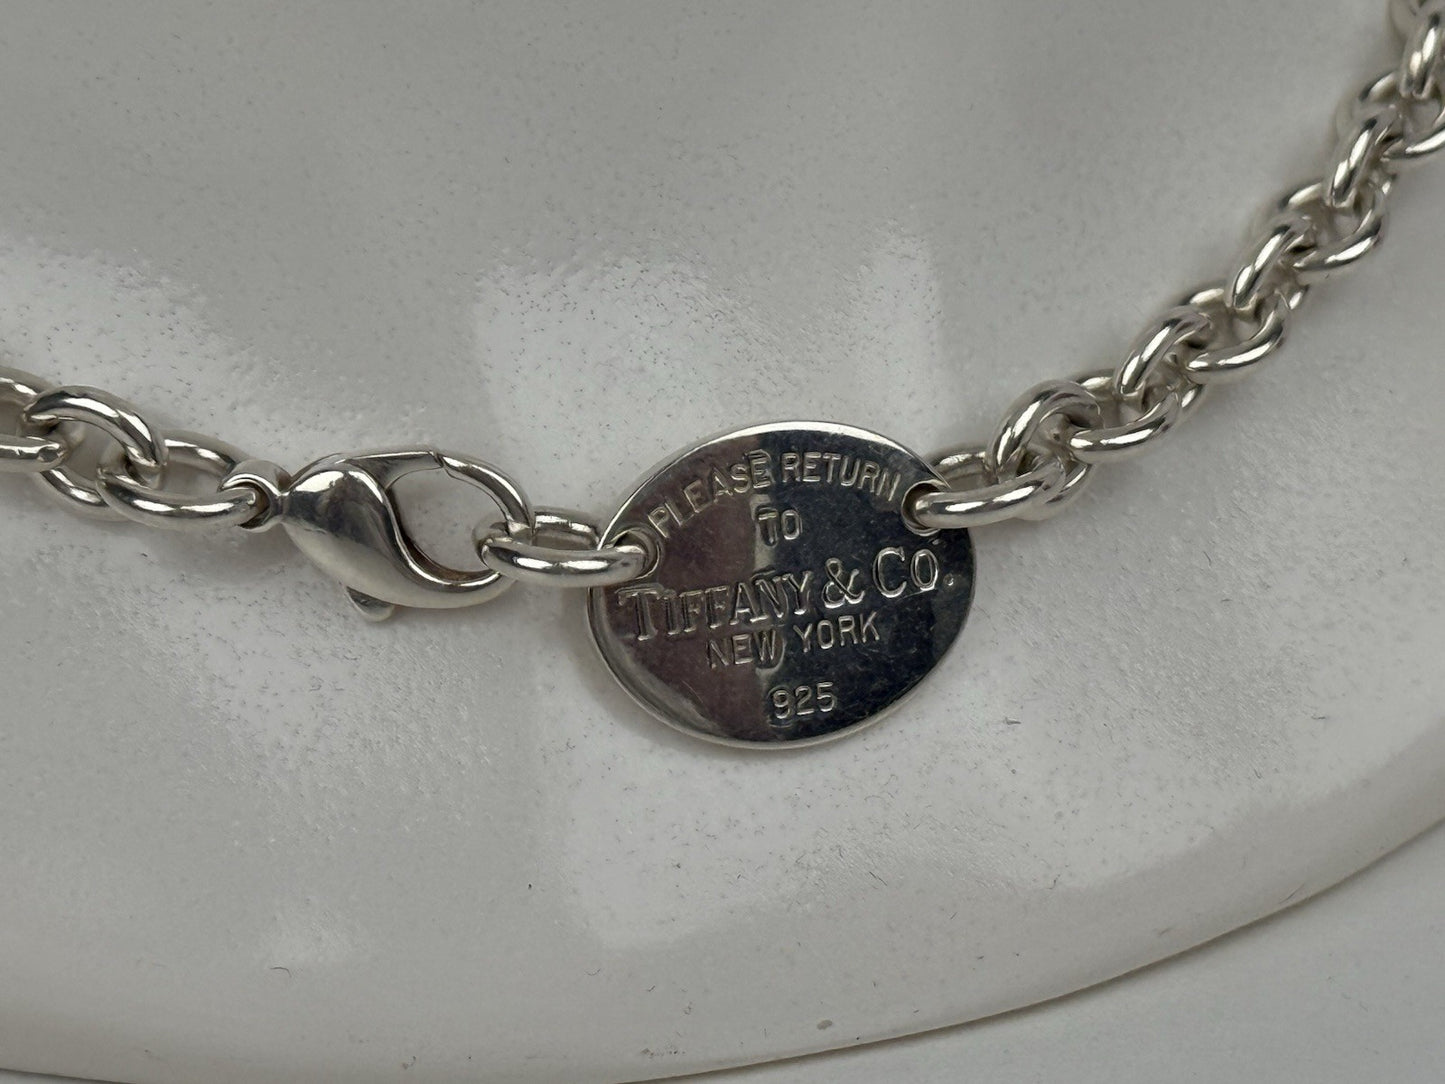 PLEASE RETURN
TO
TIFFANY & CO.
NEW YORK
925